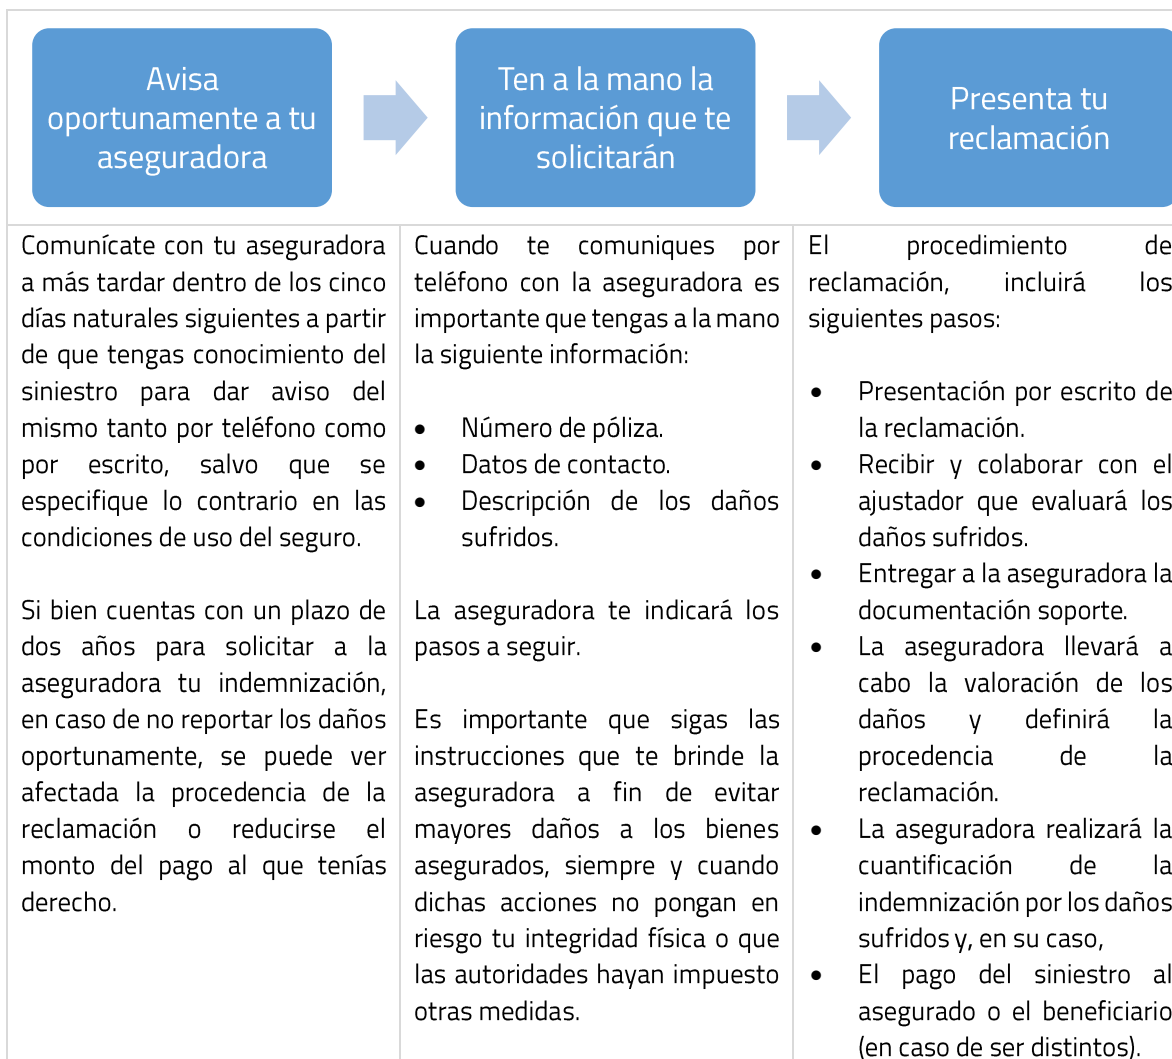 Avisa
oportunamente a tu
aseguradora
Ten a la mano la
información que te
solicitarán
Presenta tu
reclamación
Comunícate con tu aseguradora
a más tardar dentro de los cinco
días naturales siguientes a partir
de que tengas conocimiento del
siniestro para dar aviso del
mismo tanto por teléfono como
por escrito, salvo que se
especifique lo contrario en las
condiciones de uso del seguro.
Si bien cuentas con un plazo de
dos años para solicitar a la
aseguradora tu indemnización,
en caso de no reportar los daños
oportunamente, se puede ver
afectada la procedencia de la
reclamación o reducirse el
monto del pago al que tenías
derecho.
Cuando te comuniques por
teléfono con la aseguradora es
importante que tengas a la mano
la siguiente información:
• Número de póliza.
• Datos de contacto.
• Descripción de los daños
sufridos.
La aseguradora te indicará los
pasos a seguir.
Es importante que sigas las
instrucciones que te brinde la
aseguradora a fin de evitar
mayores daños a los bienes
asegurados, siempre y cuando
dichas acciones no pongan en
riesgo tu integridad física o que
las autoridades hayan impuesto
otras medidas.
El procedimiento de
reclamación, incluirá los
siguientes pasos:
• Presentación por escrito de
la reclamación.
• Recibir y colaborar con el
ajustador que evaluará los
daños sufridos.
• Entregar a la aseguradora la
documentación soporte.
• La aseguradora llevará a
cabo la valoración de los
daños y definirá la
procedencia de la
reclamación.
• La aseguradora realizará la
cuantificación de la
indemnización por los daños
sufridos y, en su caso,
• El pago del siniestro al
asegurado o el beneficiario
(en caso de ser distintos).